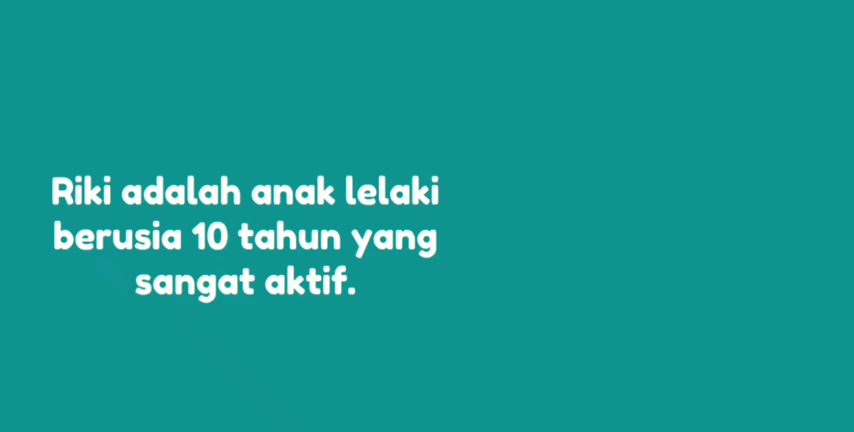 Riki adalah anak lelaki
berusia 10 tahun yang
sangat aktif.